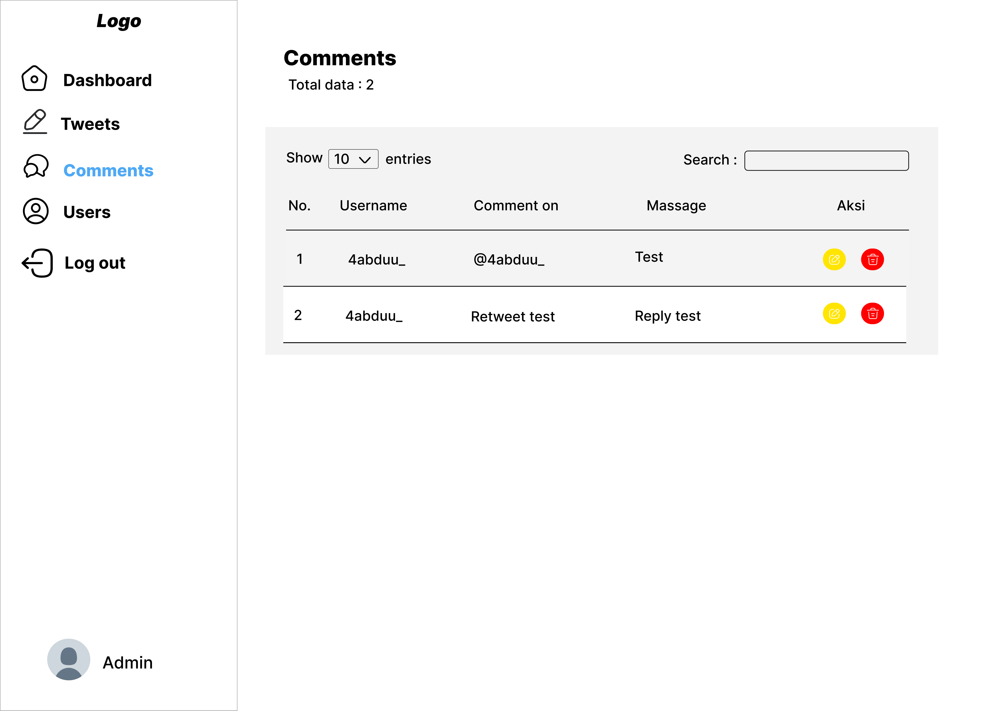 Logo
Dashboard
Tweets
Comments
Users
Log out
Admin
Comments
Total data : 2
Show 10 entries
Search :
No. Username Comment on Massage Aksi
1 4abduu_ @4abduu_ Test
2 4abduu_ Retweet test Reply test